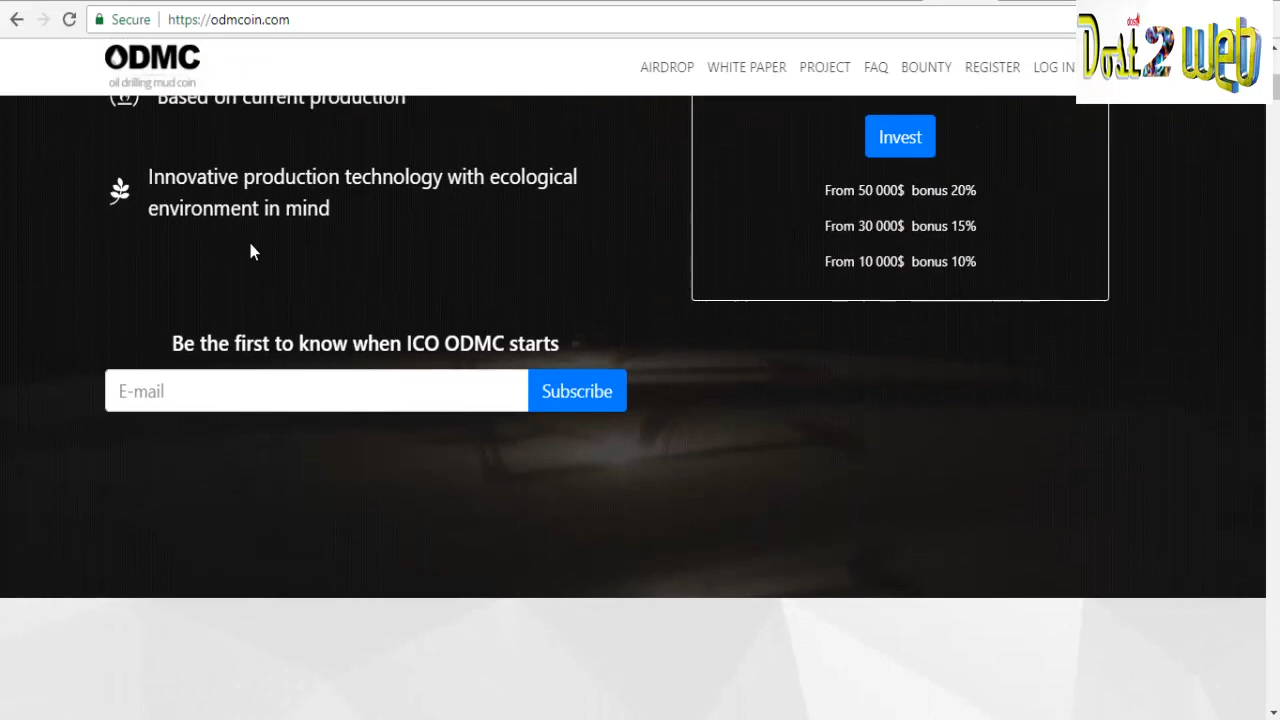 Secure
https://odmcoin.com
ODMC
oil drilling mud coin
AIRDROP WHITE PAPER PROJECT FAQ BOUNTY REGISTER LOG IN
dost
Dost 2 Web
Based on current production
Innovative production technology with ecological
environment in mind
Invest
From 50 000$ bonus 20%
From 30 000$ bonus 15%
From 10 000$ bonus 10%
Be the first to know when ICO ODMC starts
E-mail
Subscribe